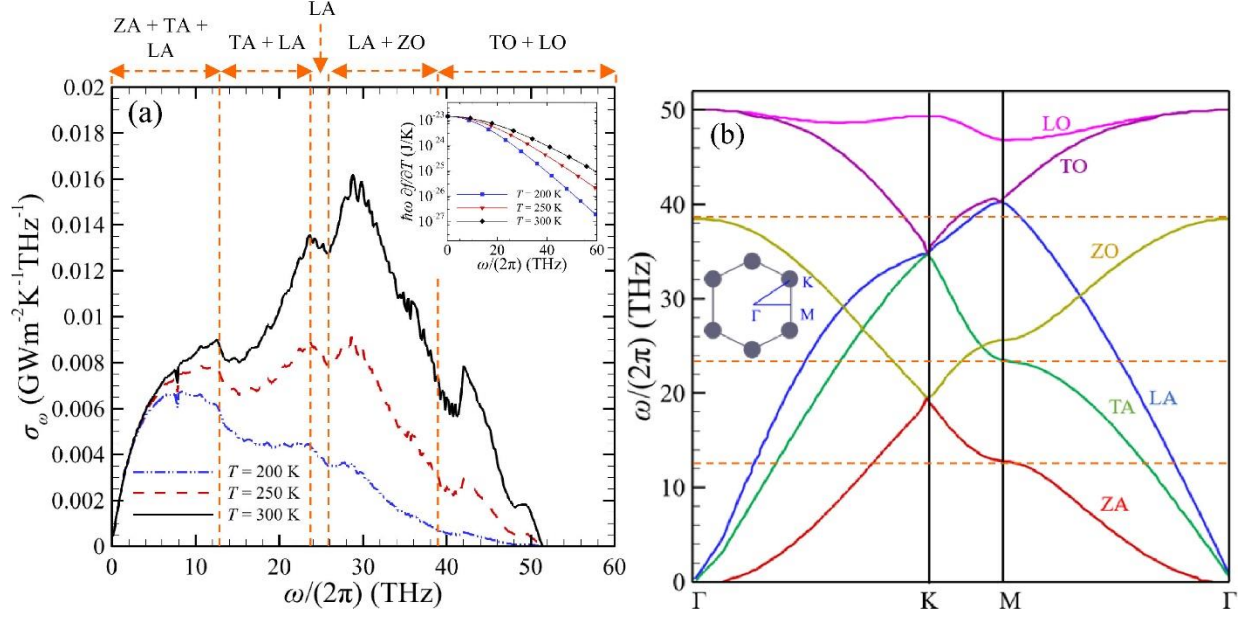 LA
ZA + TA +
LA
TA + LA
LA + ZO
TO + LO
(a)
0.02
0.018
0.016
0.014
0.012
0.01
0.008
0.006
0.004
0.002
0
σω (GWm⁻²K⁻¹THz⁻¹)
0 10 20 30 40 50 60
ω/(2π) (THz)
T = 200 K
T = 250 K
T = 300 K
ħω ∂f/∂T (J/K)
10⁻²³
10⁻²⁴
10⁻²⁵
10⁻²⁶
10⁻²⁷
T = 200 K
T = 250 K
T = 300 K
0 20 40 60
ω/(2π) (THz)
(b)
50
40
30
20
10
0
ω/(2π) (THz)
LO
TO
ZO
K
Γ
M
LA
TA
ZA
Γ K M Γ